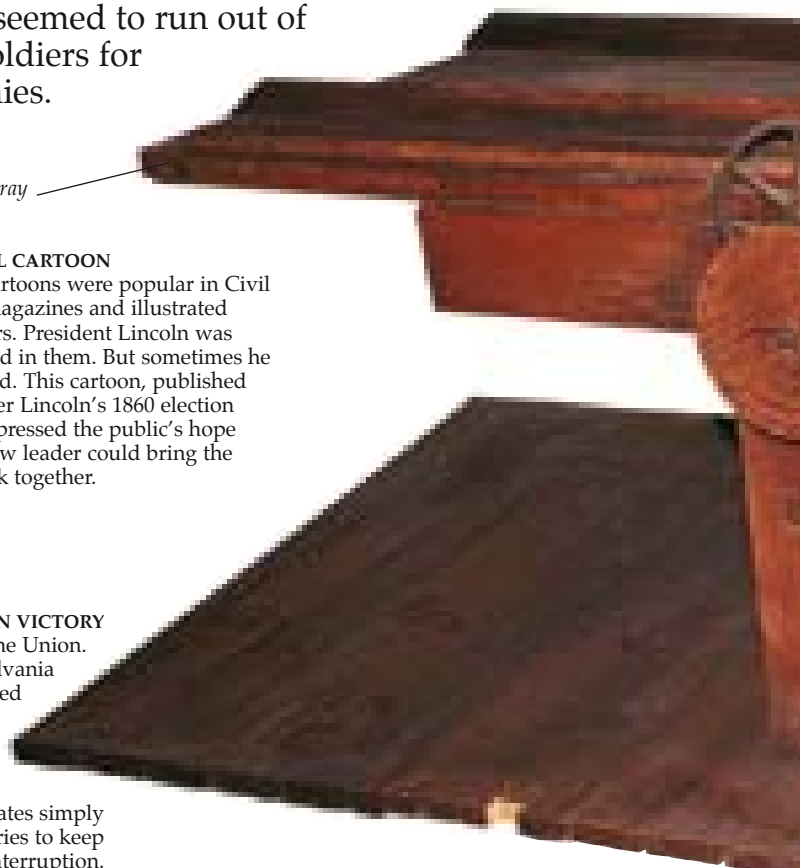 seemed to run out of
oldiers for
nies.
ray
L CARTOON
rtoons were popular in Civil
agazines and illustrated
rs. President Lincoln was
d in them. But sometimes he
d. This cartoon, published
er Lincoln’s 1860 election
pressed the public’s hope
w leader could bring the
k together.
N VICTORY
he Union.
lvania
ed
ates simply
ries to keep
nterruption.